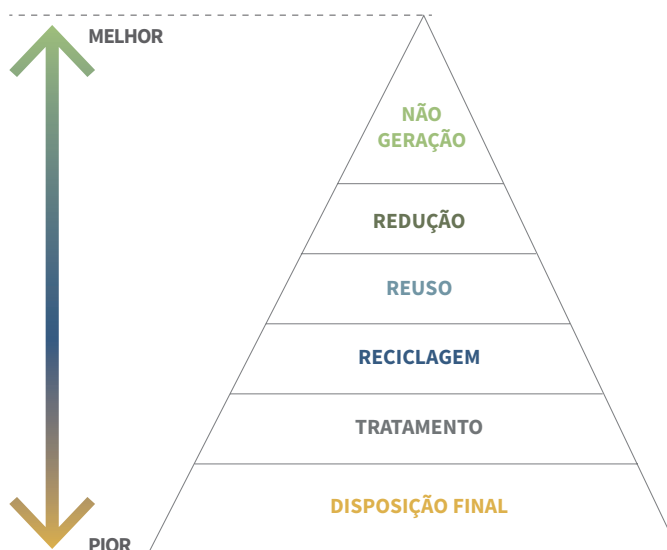 MELHOR
NÃO
GERAÇÃO
REDUÇÃO
REUSO
RECICLAGEM
TRATAMENTO
DISPOSIÇÃO FINAL
PIOR